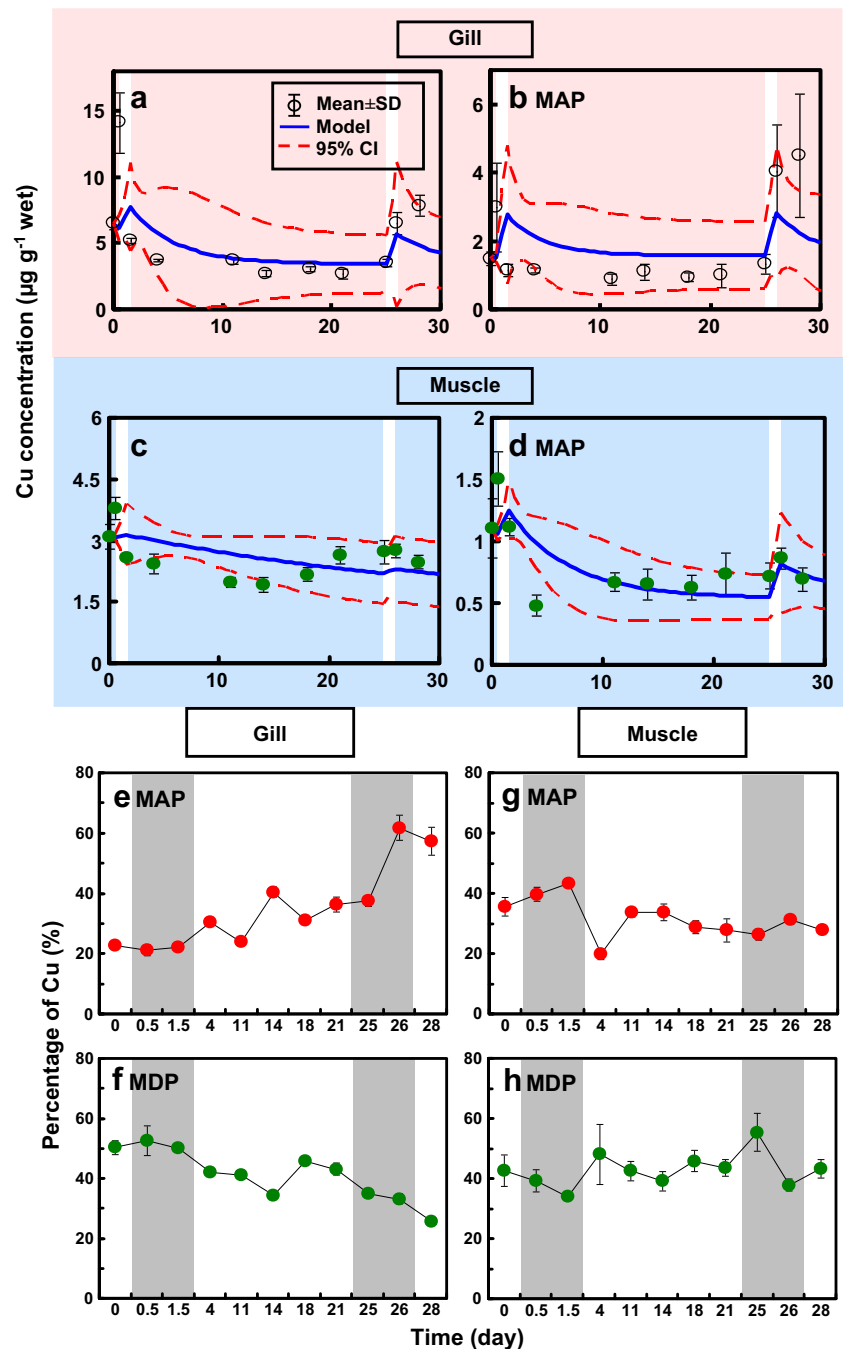 Gill
a
Mean±SD
Model
95% CI
15
10
5
0
0
10
20
30
b MAP
6
4
2
0
0
10
20
30
Cu concentration (µg g⁻¹ wet)
Muscle
c
6
4.5
3
1.5
0
0
10
20
30
d MAP
2
1.5
1
0.5
0
0
10
20
30
Gill
Muscle
e MAP
80
60
40
20
0
0 0.5 1.5 4 11 14 18 21 25 26 28
g MAP
80
60
40
20
0
0 0.5 1.5 4 11 14 18 21 25 26 28
Percentage of Cu (%)
f MDP
80
60
40
20
0
0 0.5 1.5 4 11 14 18 21 25 26 28
h MDP
80
60
40
20
0
0 0.5 1.5 4 11 14 18 21 25 26 28
Time (day)